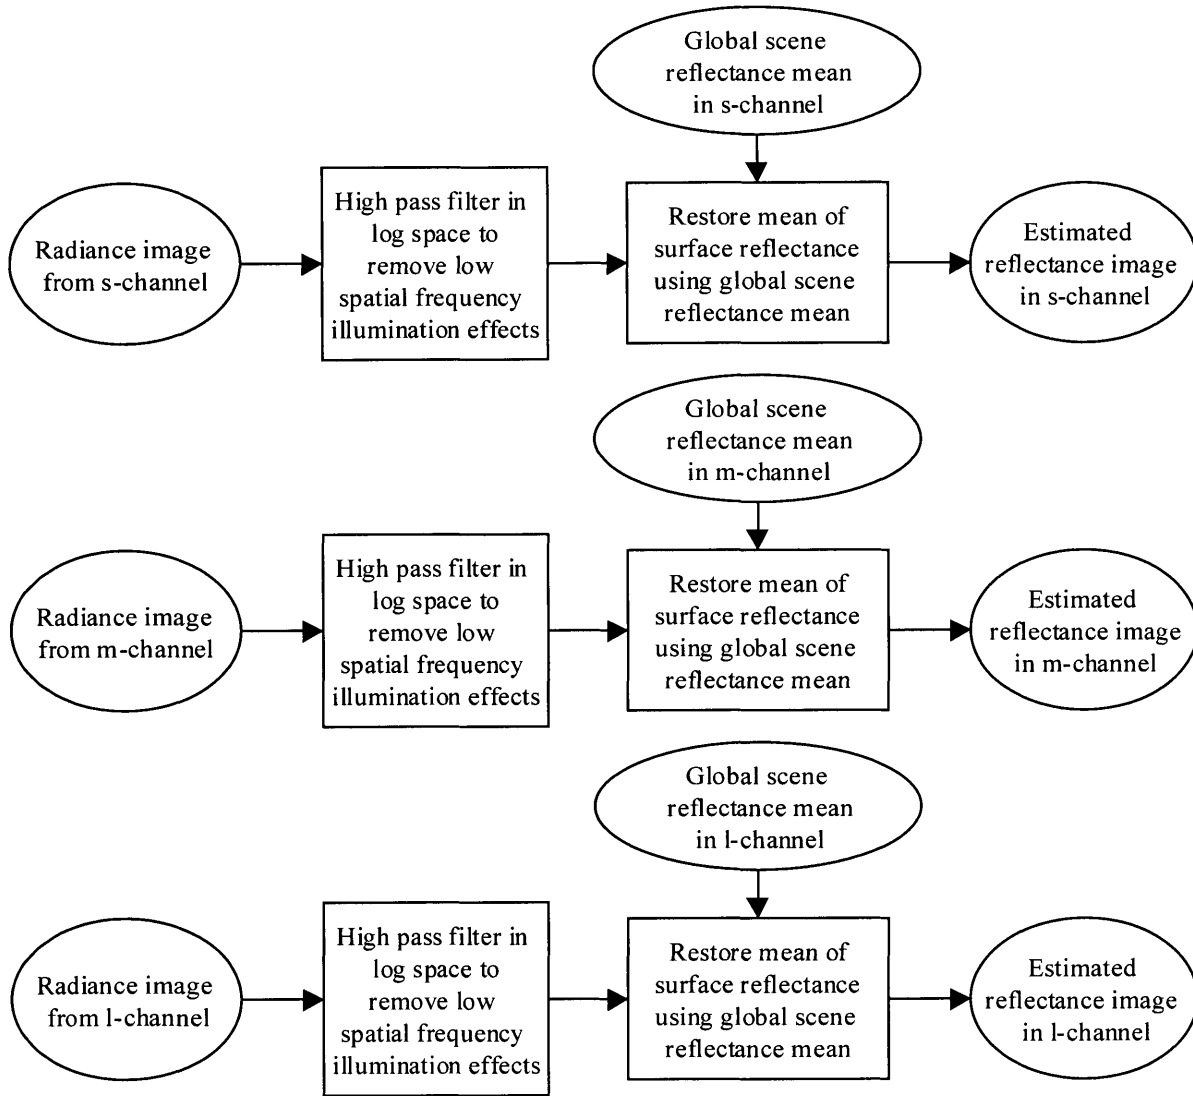 Global scene
reflectance mean
in s-channel
Radiance image
from s-channel
High pass filter in
log space to
remove low
spatial frequency
illumination effects
Restore mean of
surface reflectance
using global scene
reflectance mean
Estimated
reflectance image
in s-channel
Global scene
reflectance mean
in m-channel
Radiance image
from m-channel
High pass filter in
log space to
remove low
spatial frequency
illumination effects
Restore mean of
surface reflectance
using global scene
reflectance mean
Estimated
reflectance image
in m-channel
Global scene
reflectance mean
in l-channel
Radiance image
from l-channel
High pass filter in
log space to
remove low
spatial frequency
illumination effects
Restore mean of
surface reflectance
using global scene
reflectance mean
Estimated
reflectance image
in l-channel